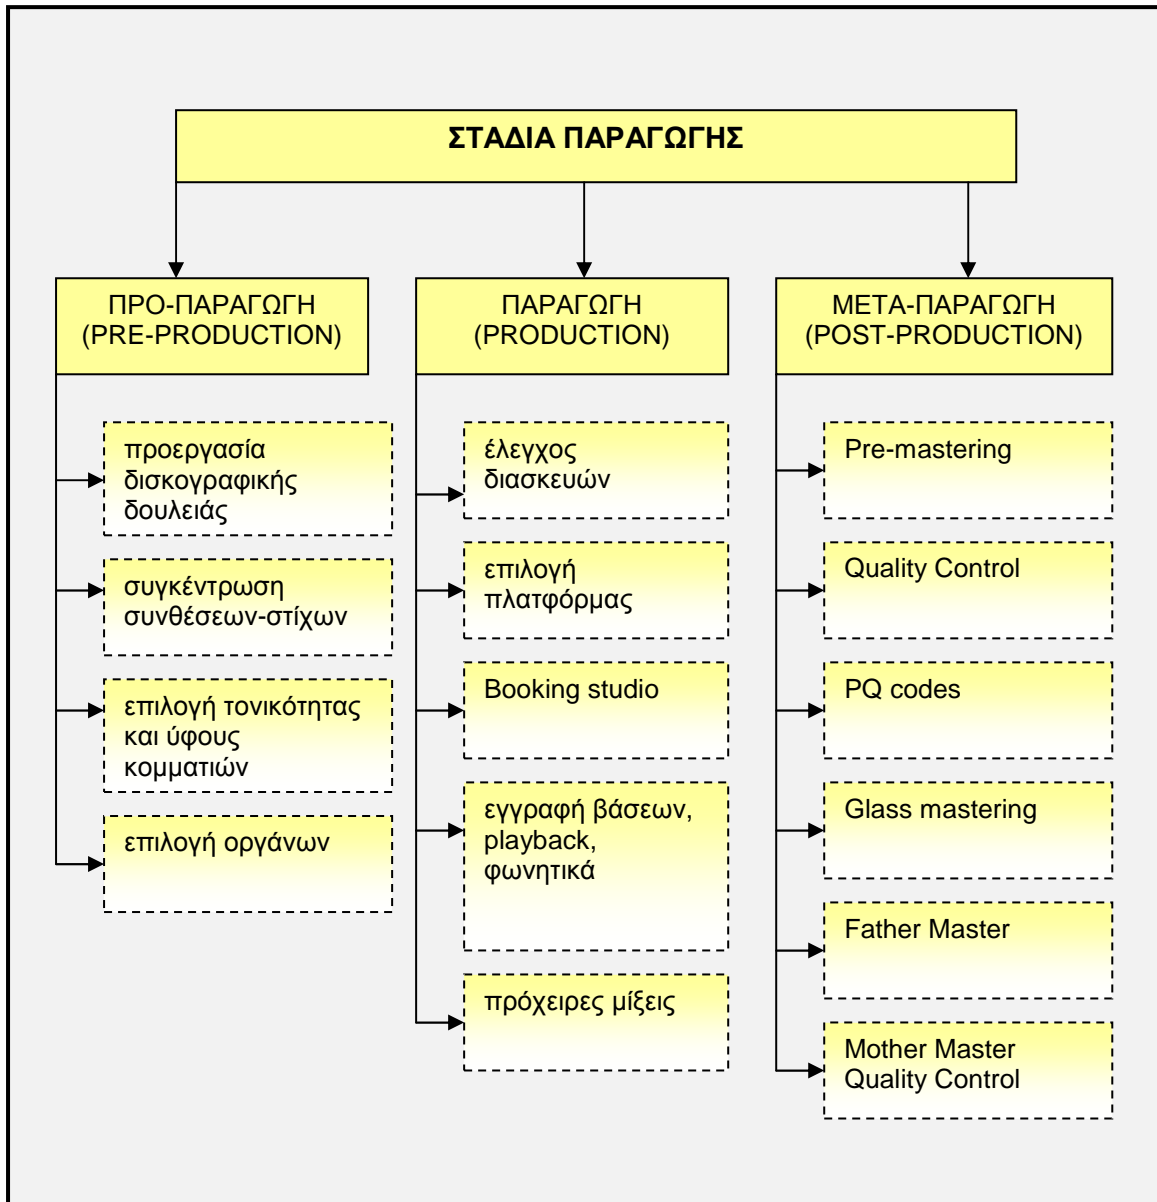 ΣΤΑΔΙΑ ΠΑΡΑΓΩΓΗΣ
ΠΡΟ-ΠΑΡΑΓΩΓΗ
(PRE-PRODUCTION)
προεργασία
δισκογραφικής
δουλειάς
συγκέντρωση
συνθέσεων-στίχων
επιλογή τονικότητας
και ύφους
κομματιών
επιλογή οργάνων
ΠΑΡΑΓΩΓΗ
(PRODUCTION)
έλεγχος
διασκευών
επιλογή
πλατφόρμας
Booking studio
εγγραφή βάσεων,
playback,
φωνητικά
πρόχειρες μίξεις
ΜΕΤΑ-ΠΑΡΑΓΩΓΗ
(POST-PRODUCTION)
Pre-mastering
Quality Control
PQ codes
Glass mastering
Father Master
Mother Master
Quality Control